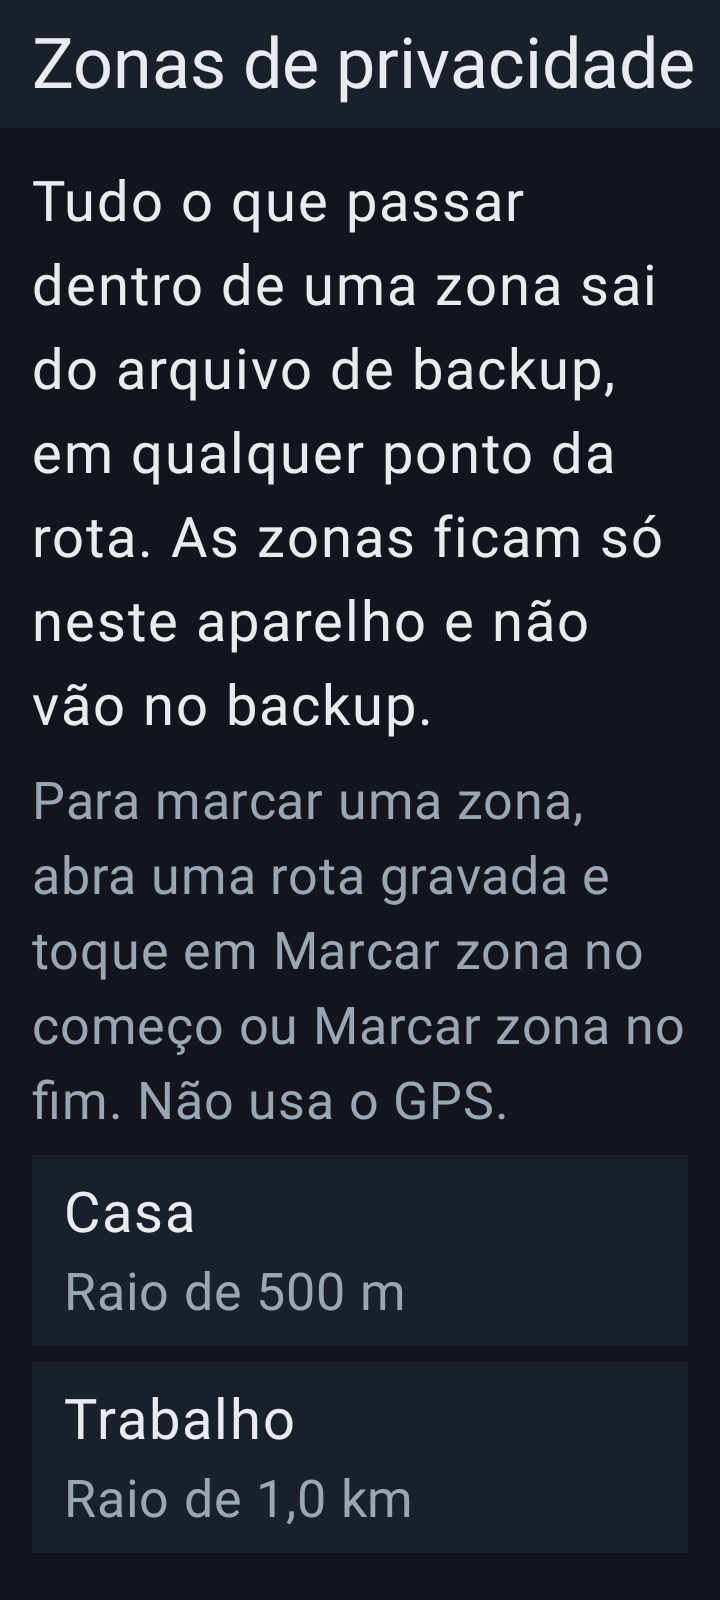 Zonas de privacidade
Tudo o que passar
dentro de uma zona sai
do arquivo de backup,
em qualquer ponto da
rota. As zonas ficam só
neste aparelho e não
vão no backup.
Para marcar uma zona,
abra uma rota gravada e
toque em Marcar zona no
começo ou Marcar zona no
fim. Não usa o GPS.
Casa
Raio de 500 m
Trabalho
Raio de 1,0 km